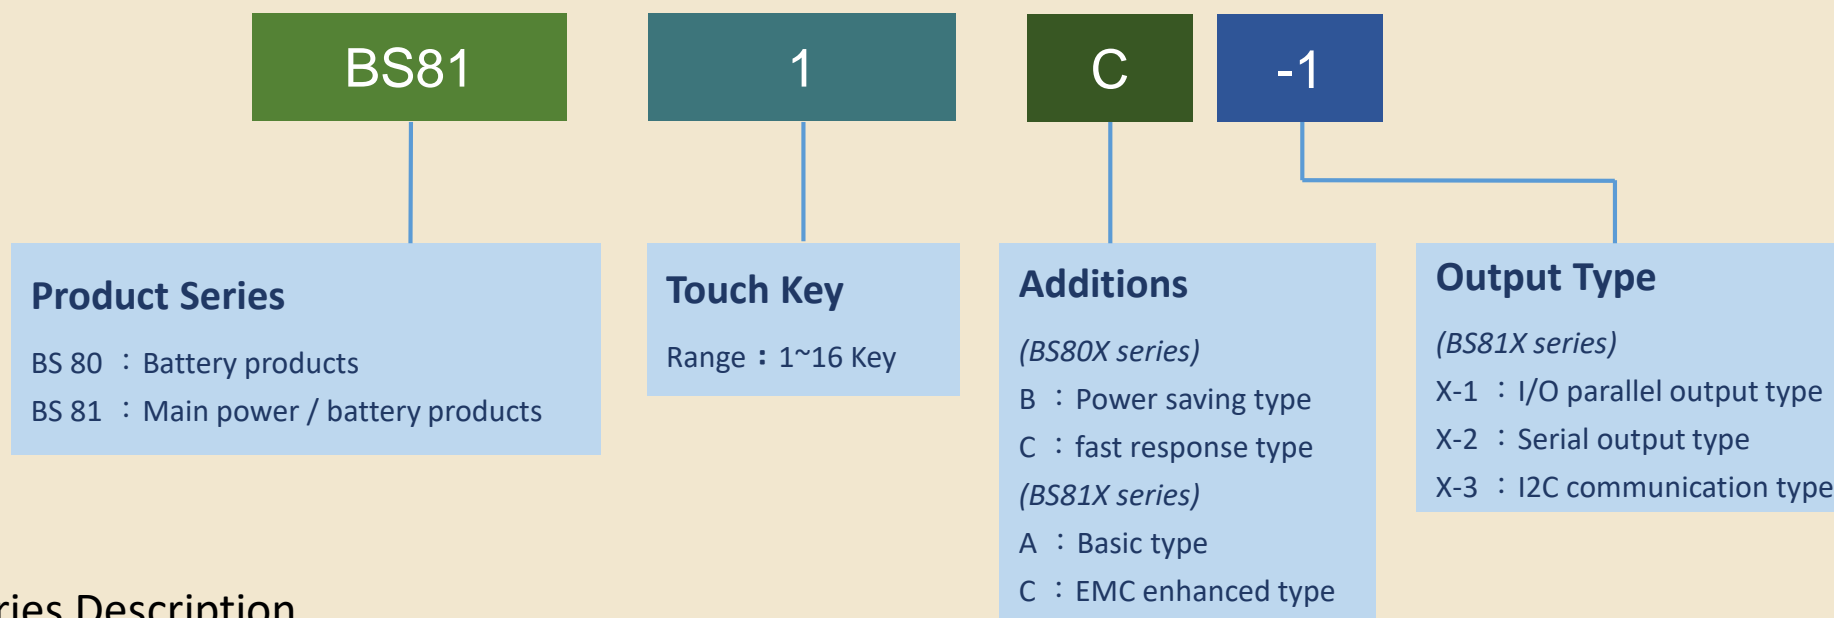 BS81
1
C
-1
Product Series
BS 80 : Battery products
BS 81 : Main power / battery products
Touch Key
Range : 1~16 Key
Additions
(BS80X series)
B : Power saving type
C : fast response type
(BS81X series)
A : Basic type
C : EMC enhanced type
Output Type
(BS81X series)
X-1 : I/O parallel output type
X-2 : Serial output type
X-3 : I2C communication type
Description